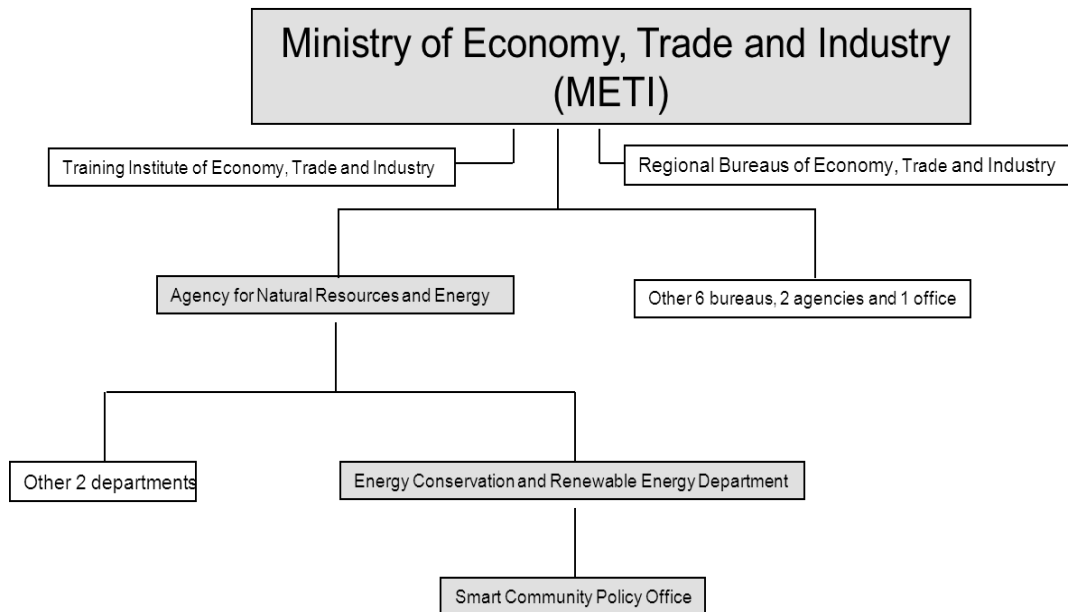 Ministry of Economy, Trade and Industry
(METI)
Training Institute of Economy, Trade and Industry
Regional Bureaus of Economy, Trade and Industry
Agency for Natural Resources and Energy
Other 6 bureaus, 2 agencies and 1 office
Other 2 departments
Energy Conservation and Renewable Energy Department
Smart Community Policy Office